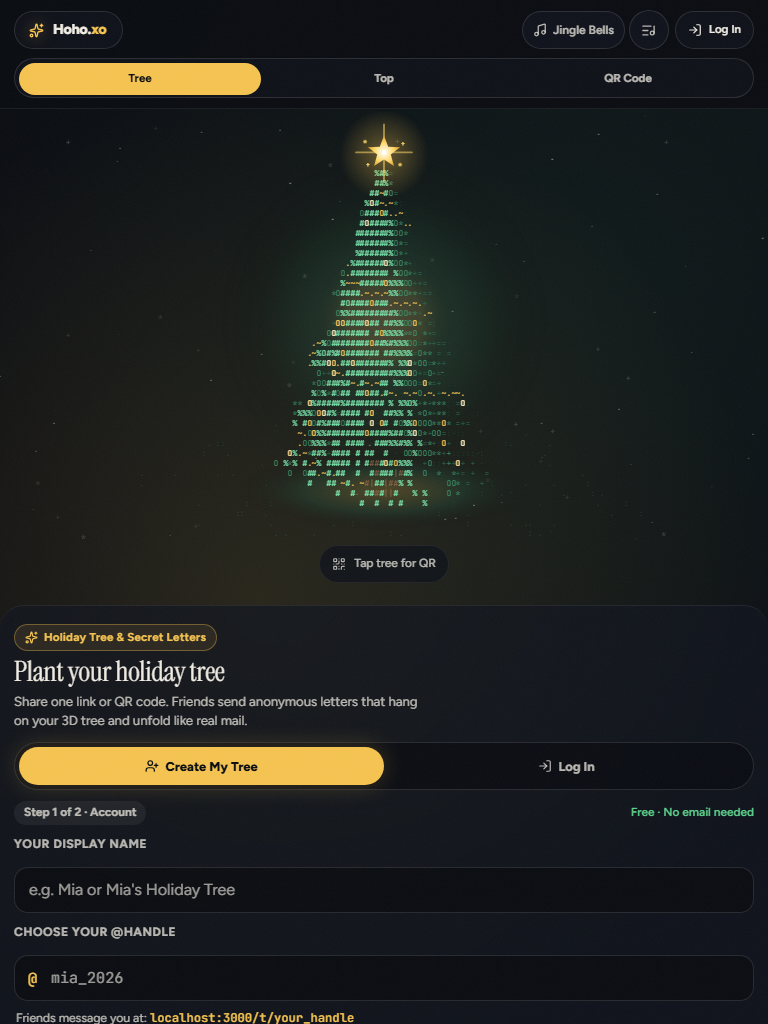 Hoho.xo
Jingle Bells
Log In
Tree
Top
QR Code
Tap tree for QR
Holiday Tree & Secret Letters
Plant your holiday tree
Share one link or QR code. Friends send anonymous letters that hang
on your 3D tree and unfold like real mail.
Create My Tree
Log In
Step 1 of 2 · Account
Free · No email needed
YOUR DISPLAY NAME
e.g. Mia or Mia's Holiday Tree
CHOOSE YOUR @HANDLE
@ mia_2026
Friends message you at: localhost:3000/t/your_handle